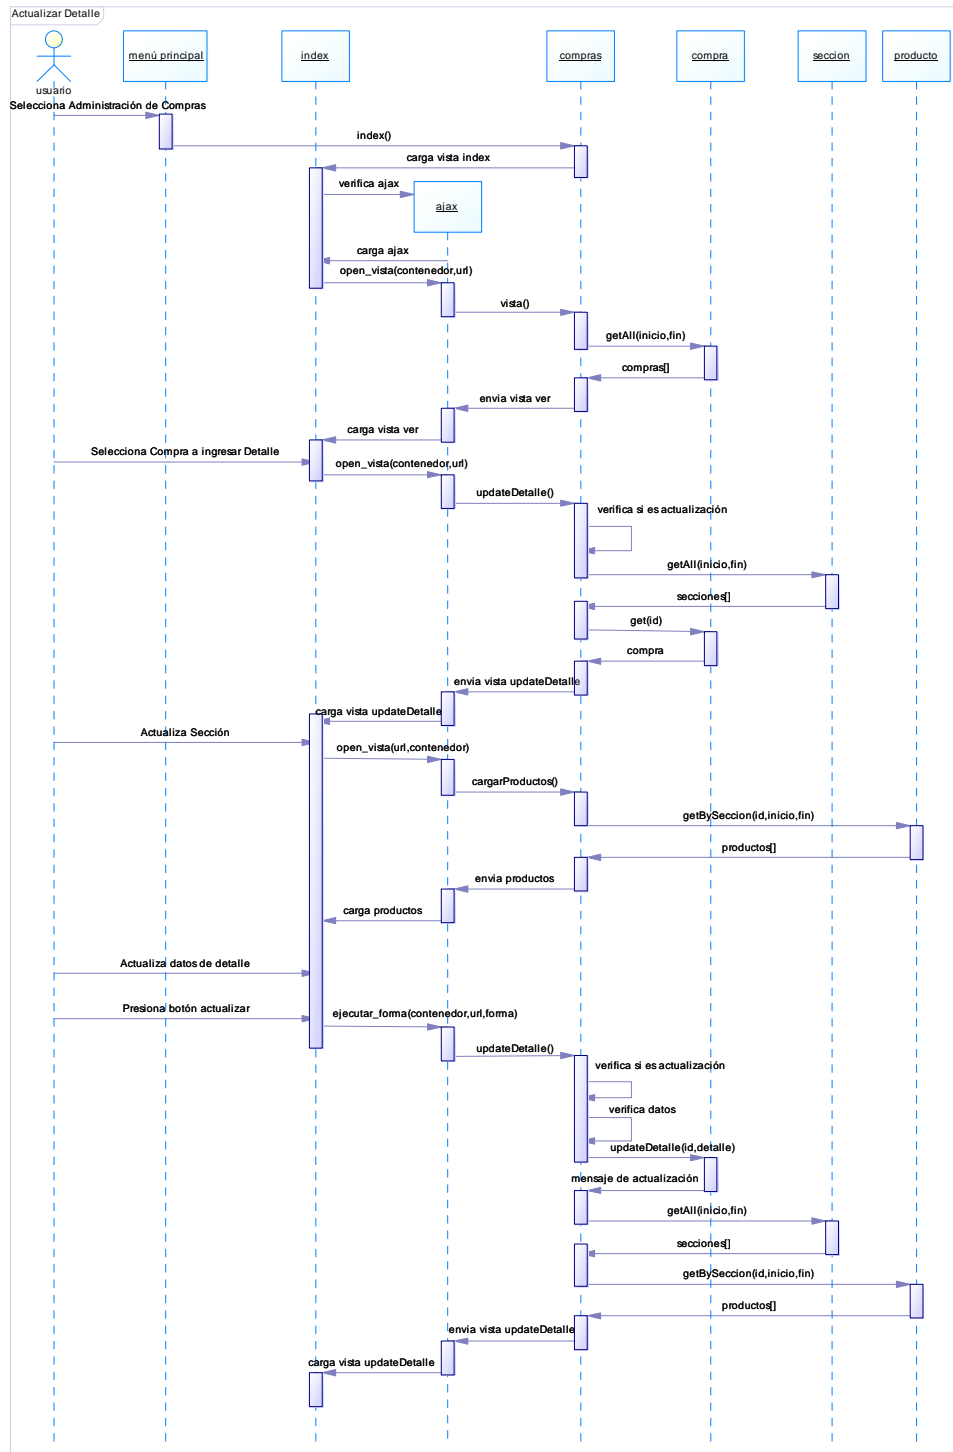 Actualizar Detalle
usuario
menú principal
index
compras
compra
seccion
producto
Selecciona Administración de Compras
index()
carga vista index
verifica ajax
ajax
carga ajax
open_vista(contenedor,url)
vista()
getAll(inicio,fin)
compras[]
envia vista ver
carga vista ver
Selecciona Compra a ingresar Detalle
open_vista(contenedor,url)
updateDetalle()
verifica si es actualización
getAll(inicio,fin)
secciones[]
get(id)
compra
envia vista updateDetalle
carga vista updateDetalle
Actualiza Sección
open_vista(url,contenedor)
cargarProductos()
getBySeccion(id,inicio,fin)
productos[]
envia productos
carga productos
Actualiza datos de detalle
Presiona botón actualizar
ejecutar_forma(contenedor,url,forma)
updateDetalle()
verifica si es actualización
verifica datos
updateDetalle(id,detalle)
mensaje de actualización
getAll(inicio,fin)
secciones[]
getBySeccion(id,inicio,fin)
productos[]
envia vista updateDetalle
carga vista updateDetalle